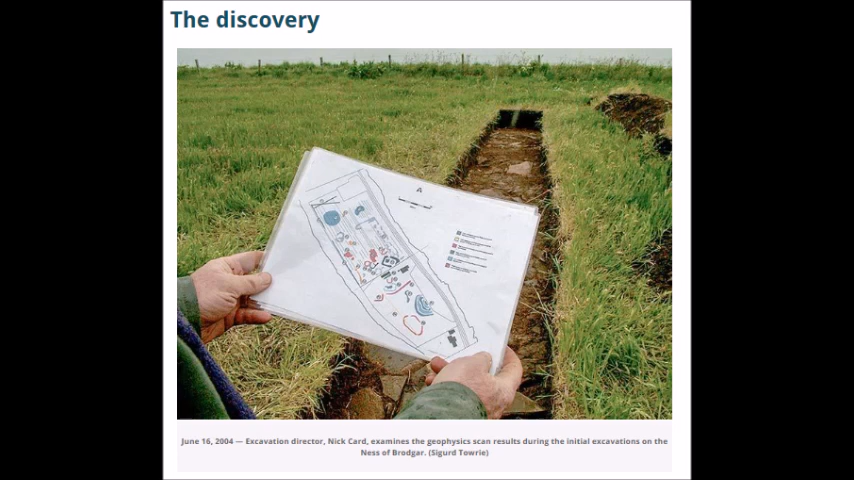 The discovery
June 16, 2004 — Excavation director, Nick Card, examines the geophysics scan results during the initial excavations on the
Ness of Brodgar. (Sigurd Towrie)